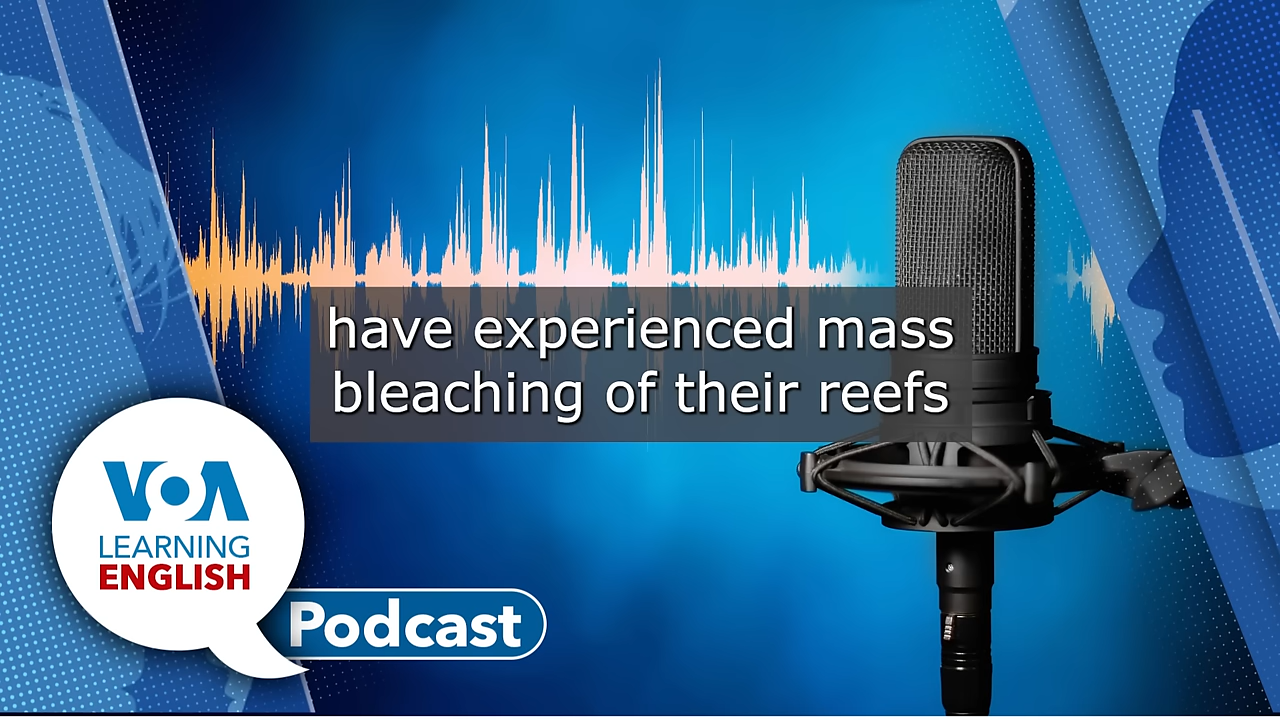 have experienced mass
bleaching of their reefs
VOA
LEARNING
ENGLISH
Podcast